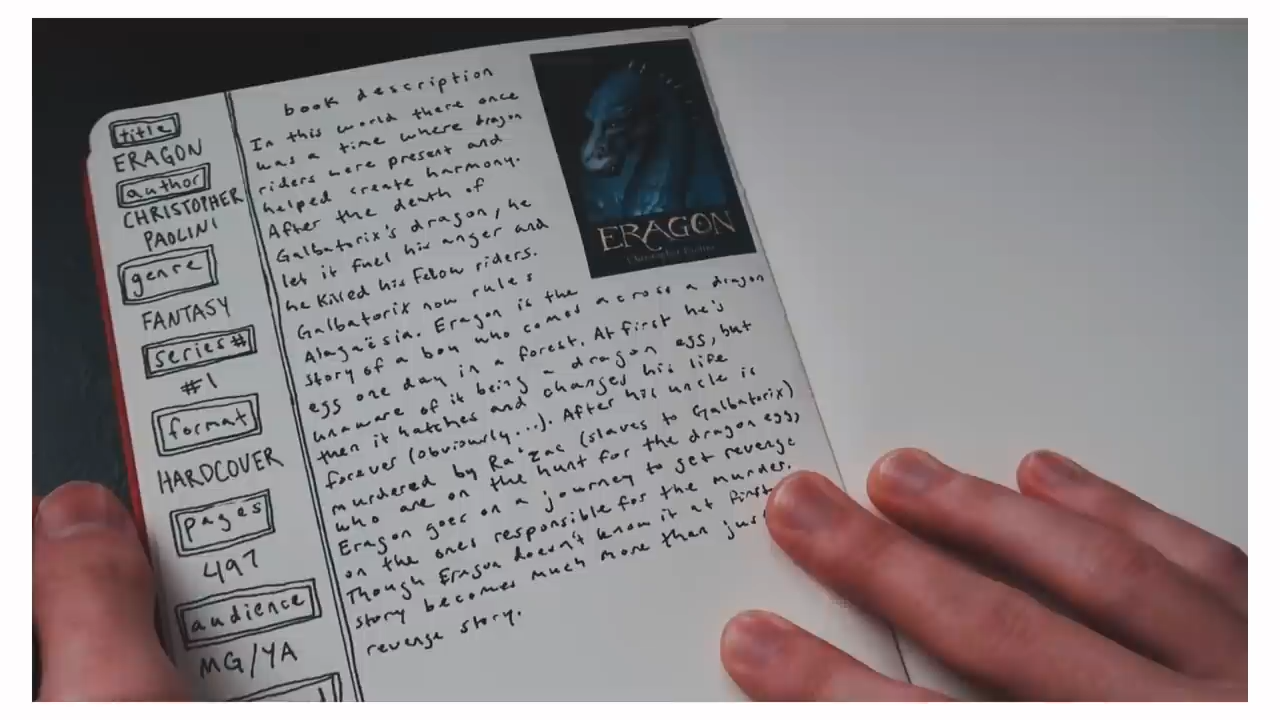 title
ERAGON
author
CHRISTOPHER
PAOLINI
genre
FANTASY
series#
#1
format
HARDCOVER
pages
497
audience
MG/YA
book description
In this world there once
was a time where dragon
riders were present and
helped create harmony.
After the death of
Galbatorix's dragon, he
let it fuel his anger and
he killed his felow riders.
Galbatorix now rules
Alagaësia. Eragon is the
story of a boy who comes across a dragon
egg one day in a forest. At first he's
unaware of it being a dragon egg, but
then it hatches and changed his life
forever (obviously...). After his uncle is
murdered by Ra'zac (slaves to Galbatorix)
who are on the hunt for the dragon egg,
Eragon goes on a journey to get revenge
on the ones responsible for the murder.
Though Eragon doesn't know it at first
story becomes much more than
revenge story.
ERAGON
Christopher Paolini